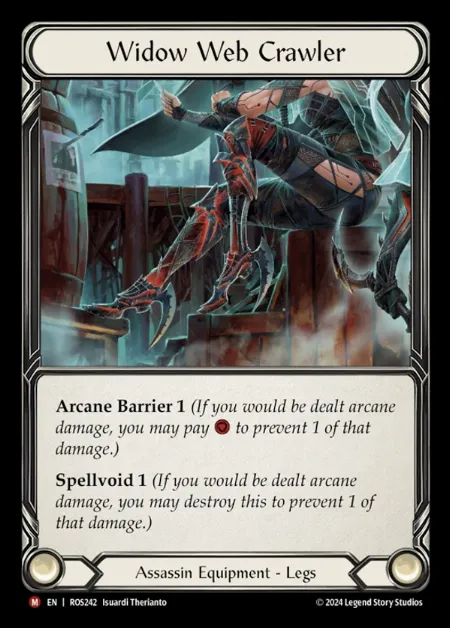 Widow Web Crawler
Arcane Barrier 1 (If you would be dealt arcane
damage, you may pay to prevent 1 of that
damage.)
Spellvoid 1 (If you would be dealt arcane
damage, you may destroy this to prevent 1 of
that damage.)
Assassin Equipment - Legs
M EN | ROS242 Isuardi Therianto © 2024 Legend Story Studios